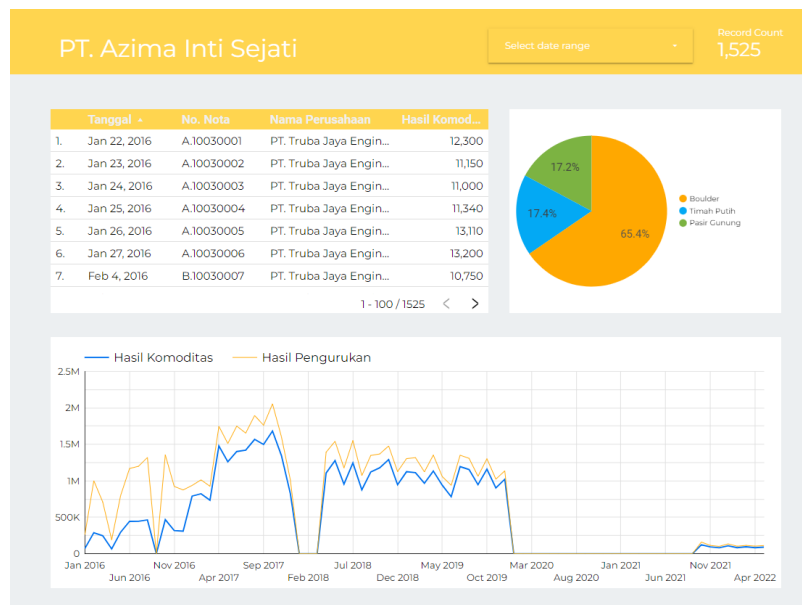 PT. Azima Inti Sejati
Select date range
Record Count
1,525
Tanggal No. Nota Nama Perusahaan Hasil Komod...
1. Jan 22, 2016 A.10030001 PT. Truba Jaya Engin... 12,300
2. Jan 23, 2016 A.10030002 PT. Truba Jaya Engin... 11,150
3. Jan 24, 2016 A.10030003 PT. Truba Jaya Engin... 11,000
4. Jan 25, 2016 A.10030004 PT. Truba Jaya Engin... 11,340
5. Jan 26, 2016 A.10030005 PT. Truba Jaya Engin... 13,110
6. Jan 27, 2016 A.10030006 PT. Truba Jaya Engin... 13,200
7. Feb 4, 2016 B.10030007 PT. Truba Jaya Engin... 10,750
1 - 100 / 1525
17.2%
17.4%
65.4%
Boulder
Timah Putih
Pasir Gunung
Hasil Komoditas Hasil Pengurukan
2.5M
2M
1.5M
1M
500K
0
Jan 2016 Nov 2016 Sep 2017 Jul 2018 May 2019 Mar 2020 Jan 2021 Nov 2021
Jun 2016 Apr 2017 Feb 2018 Dec 2018 Oct 2019 Aug 2020 Jun 2021 Apr 2022